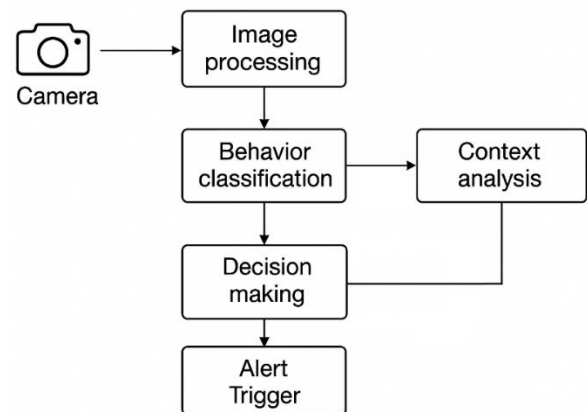 Camera
Image
processing
Behavior
classification
Context
analysis
Decision
making
Alert
Trigger